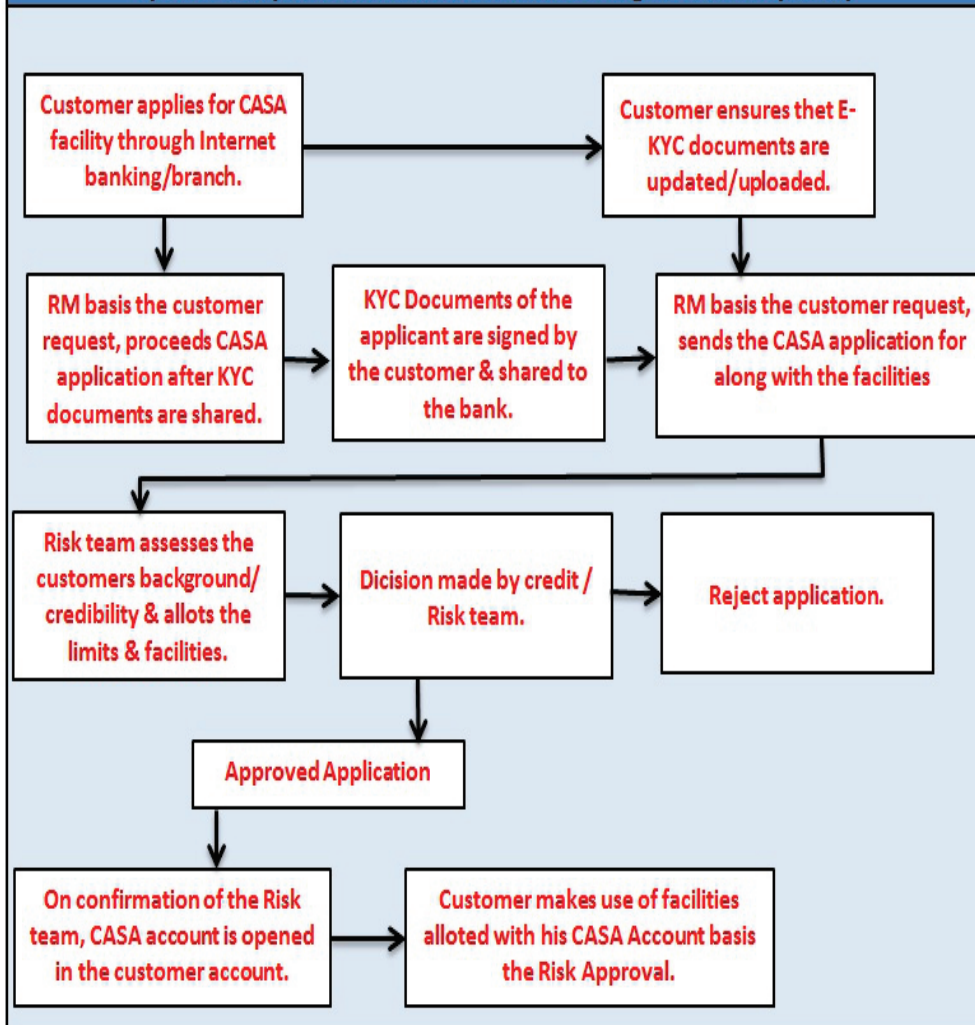 Customer applies for CASA
facility through Internet
banking/branch.
Customer ensures thet E-
KYC documents are
updated/uploaded.
RM basis the customer
request, proceeds CASA
application after KYC
documents are shared.
KYC Documents of the
applicant are signed by
the customer & shared to
the bank.
RM basis the customer request,
sends the CASA application for
along with the facilities
Risk team assesses the
customers background/
credibility & allots the
limits & facilities.
Dicision made by credit /
Risk team.
Reject application.
Approved Application
On confirmation of the Risk
team, CASA account is opened
in the customer account.
Customer makes use of facilities
alloted with his CASA Account basis
the Risk Approval.